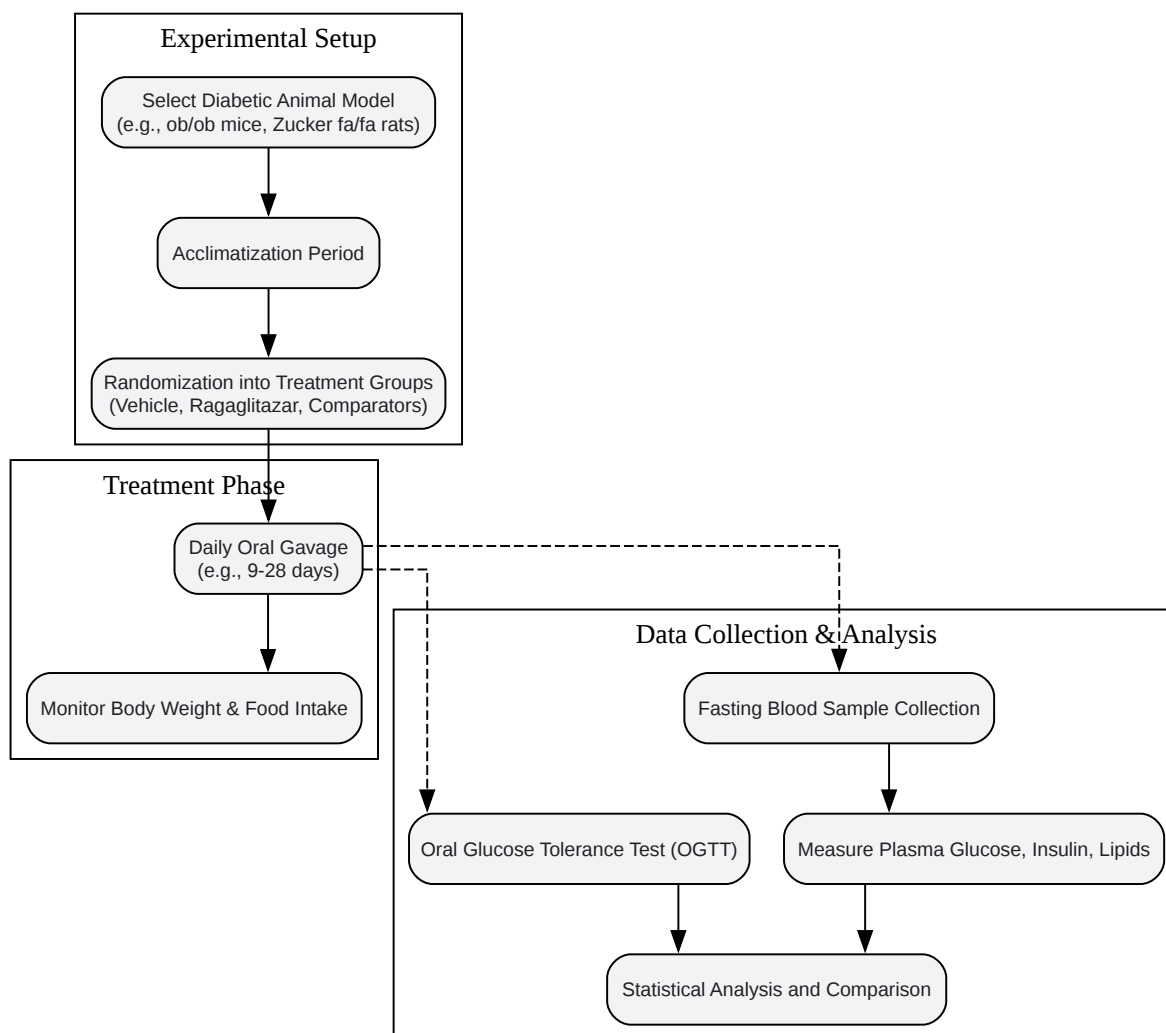 Experimental Setup
Select Diabetic Animal Model
(e.g., ob/ob mice, Zucker fa/fa rats)
Acclimatization Period
Randomization into Treatment Groups
(Vehicle, Ragaglitazar, Comparators)
Treatment Phase
Daily Oral Gavage
(e.g., 9-28 days)
Monitor Body Weight & Food Intake
Data Collection & Analysis
Fasting Blood Sample Collection
Oral Glucose Tolerance Test (OGTT)
Measure Plasma Glucose, Insulin, Lipids
Statistical Analysis and Comparison